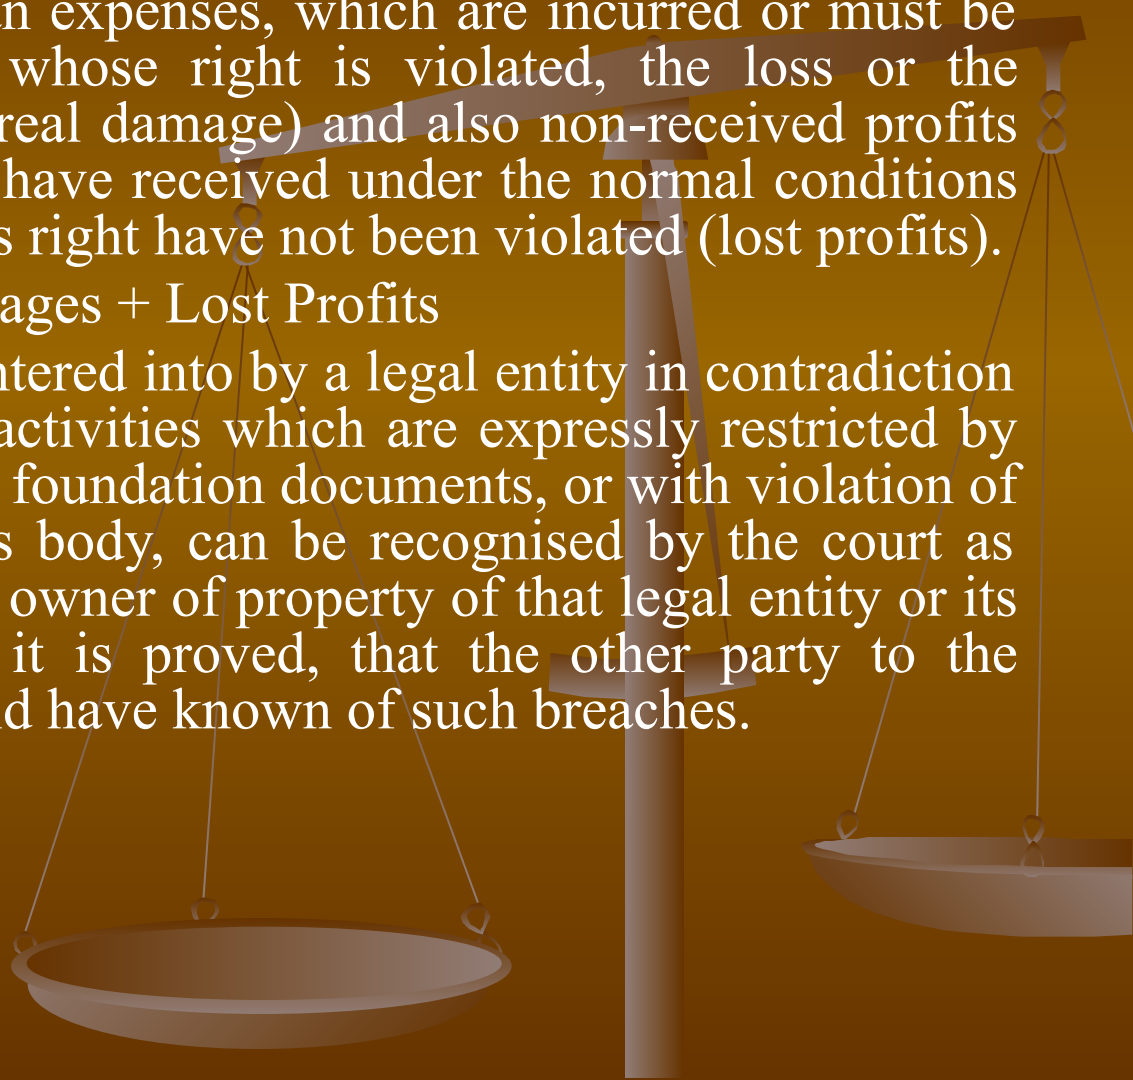 an expenses, which are incurred or must be
whose right is violated, the loss or the
real damage) and also non-received profits
have received under the normal conditions
s right have not been violated (lost profits).
ages + Lost Profits
ntered into by a legal entity in contradiction
activities which are expressly restricted by
foundation documents, or with violation of
s body, can be recognised by the court as
owner of property of that legal entity or its
it is proved, that the other party to the
ld have known of such breaches.